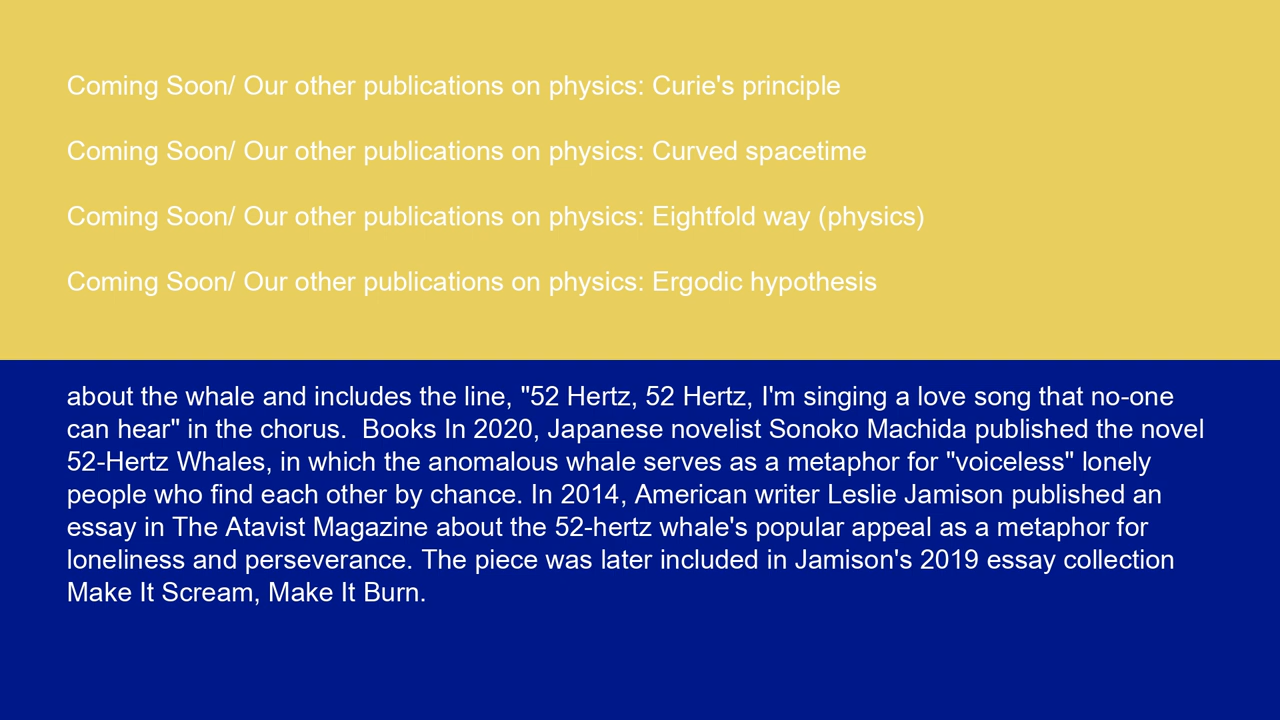 Coming Soon/ Our other publications on physics: Curie's principle
Coming Soon/ Our other publications on physics: Curved spacetime
Coming Soon/ Our other publications on physics: Eightfold way (physics)
Coming Soon/ Our other publications on physics: Ergodic hypothesis
about the whale and includes the line, "52 Hertz, 52 Hertz, I'm singing a love song that no-one
can hear" in the chorus.  Books In 2020, Japanese novelist Sonoko Machida published the novel
52-Hertz Whales, in which the anomalous whale serves as a metaphor for "voiceless" lonely
people who find each other by chance. In 2014, American writer Leslie Jamison published an
essay in The Atavist Magazine about the 52-hertz whale's popular appeal as a metaphor for
loneliness and perseverance. The piece was later included in Jamison's 2019 essay collection
Make It Scream, Make It Burn.